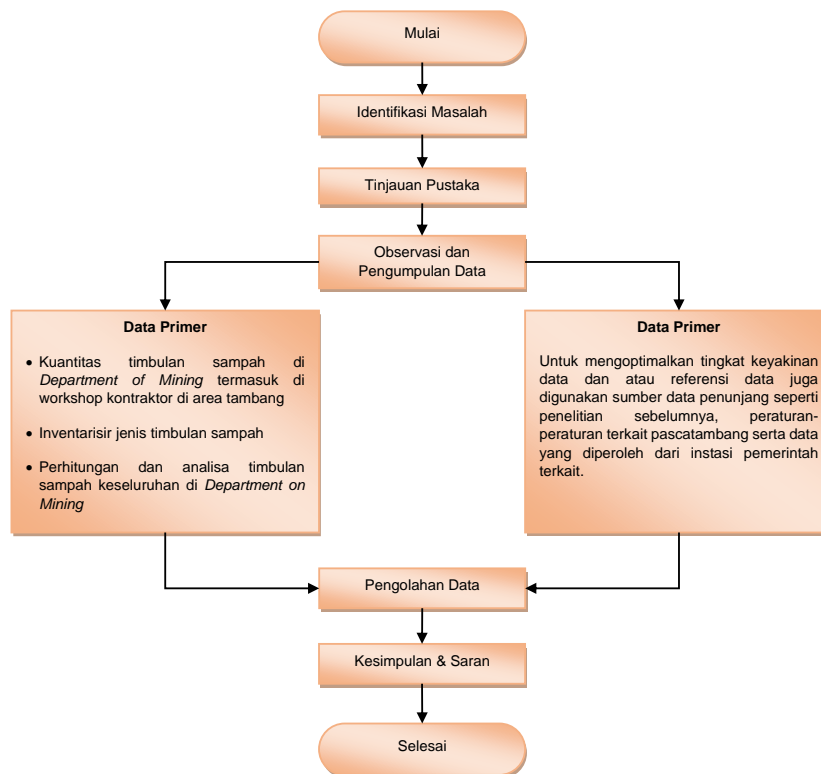 Mulai
Identifikasi Masalah
Tinjauan Pustaka
Observasi dan
Pengumpulan Data
Data Primer
• Kuantitas timbulan sampah di
Department of Mining termasuk di
workshop kontraktor di area tambang
• Inventarisir jenis timbulan sampah
• Perhitungan dan analisa timbulan
sampah keseluruhan di Department on
Mining
Data Primer
Untuk mengoptimalkan tingkat keyakinan
data dan atau referensi data juga
digunakan sumber data penunjang seperti
penelitian sebelumnya, peraturan-
peraturan terkait pascatambang serta data
yang diperoleh dari instasi pemerintah
terkait.
Pengolahan Data
Kesimpulan & Saran
Selesai